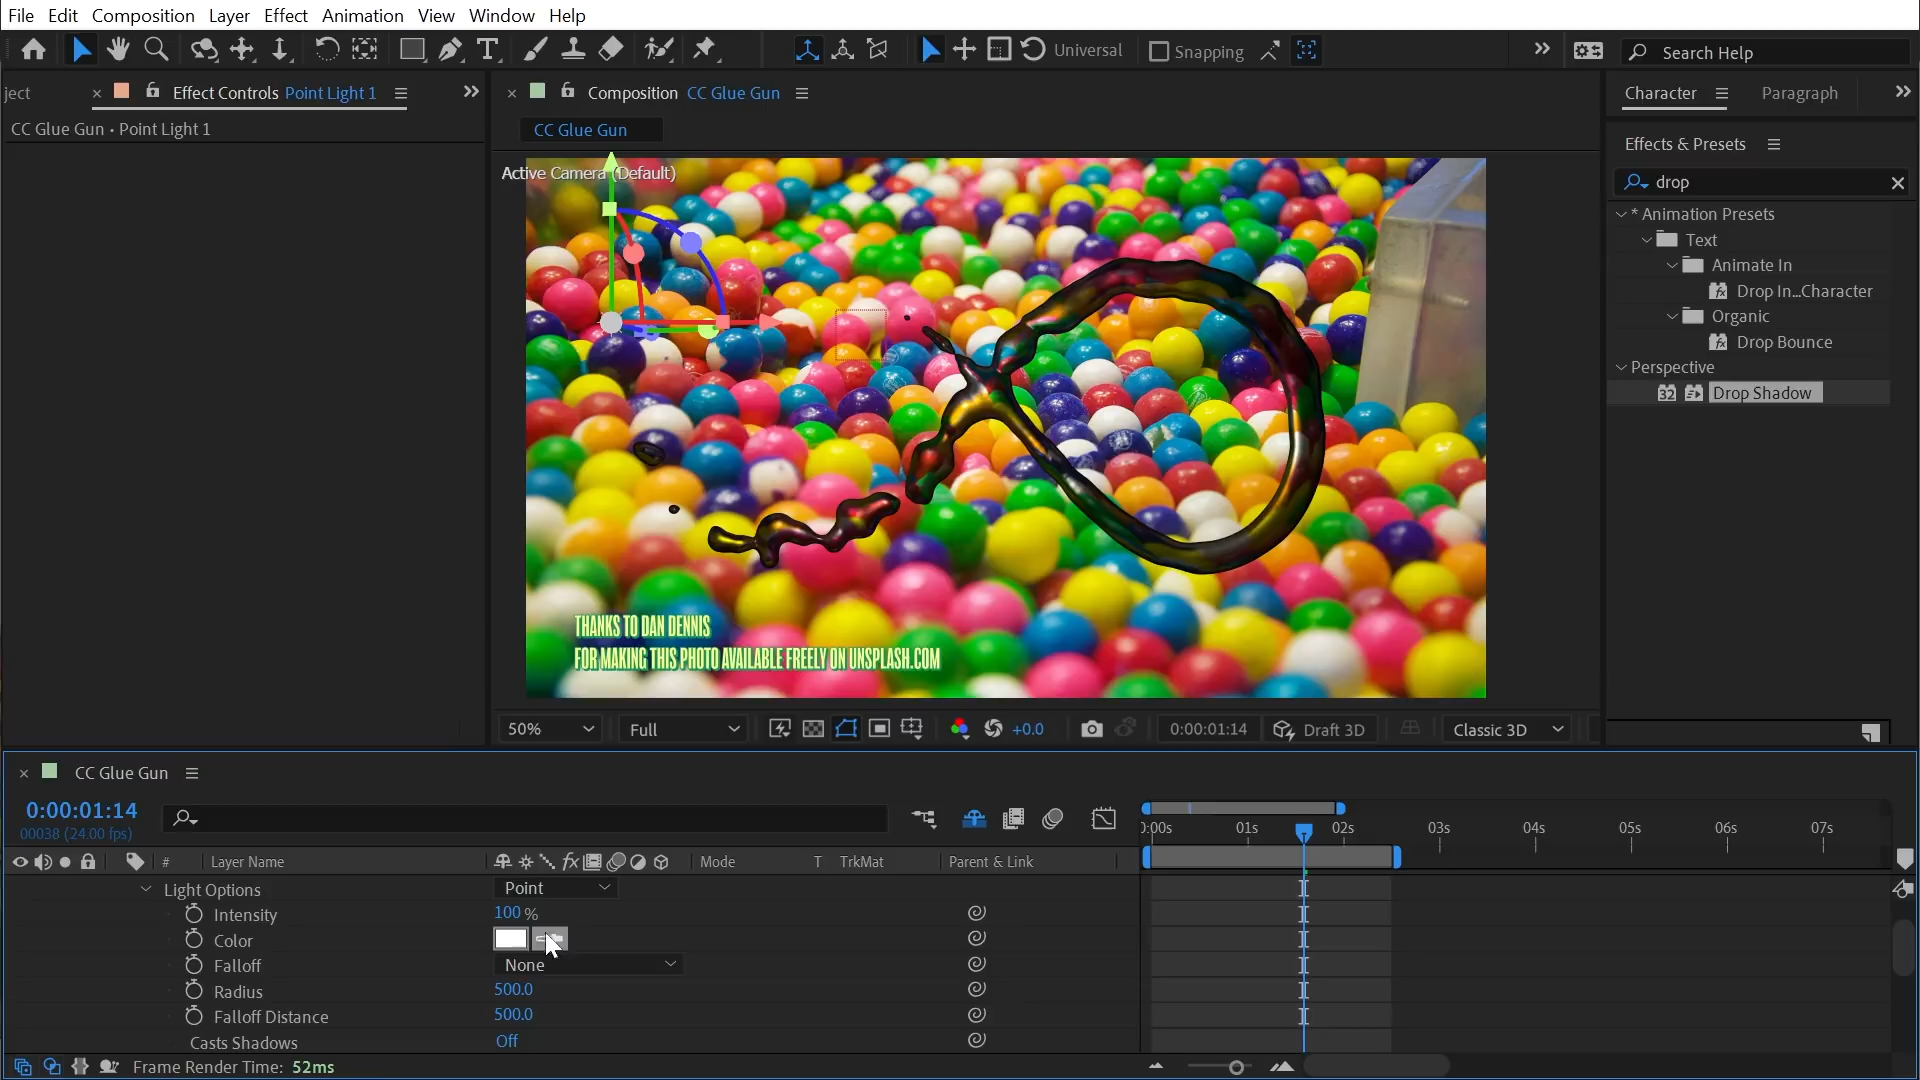 File Edit Composition Layer Effect Animation View Window Help
Universal Snapping Search Help
ject Effect Controls Point Light 1 Composition CC Glue Gun Character Paragraph
CC Glue Gun • Point Light 1
CC Glue Gun
Effects & Presets
Active Camera (Default)
drop
* Animation Presets
Text
Animate In
Drop In...Character
Organic
Drop Bounce
Perspective
32 Drop Shadow
THANKS TO DAN DENNIS
FOR MAKING THIS PHOTO AVAILABLE FREELY ON UNSPLASH.COM
50% Full +0.0 0:00:01:14 Draft 3D Classic 3D
CC Glue Gun
0:00:01:14
00038 (24.00 fps)
0:00s 01s 02s 03s 04s 05s 06s 07s
# Layer Name fx Mode T TrkMat Parent & Link
Light Options Point
Intensity 100 %
Color
Falloff None
Radius 500.0
Falloff Distance 500.0
Casts Shadows Off
Frame Render Time: 52ms